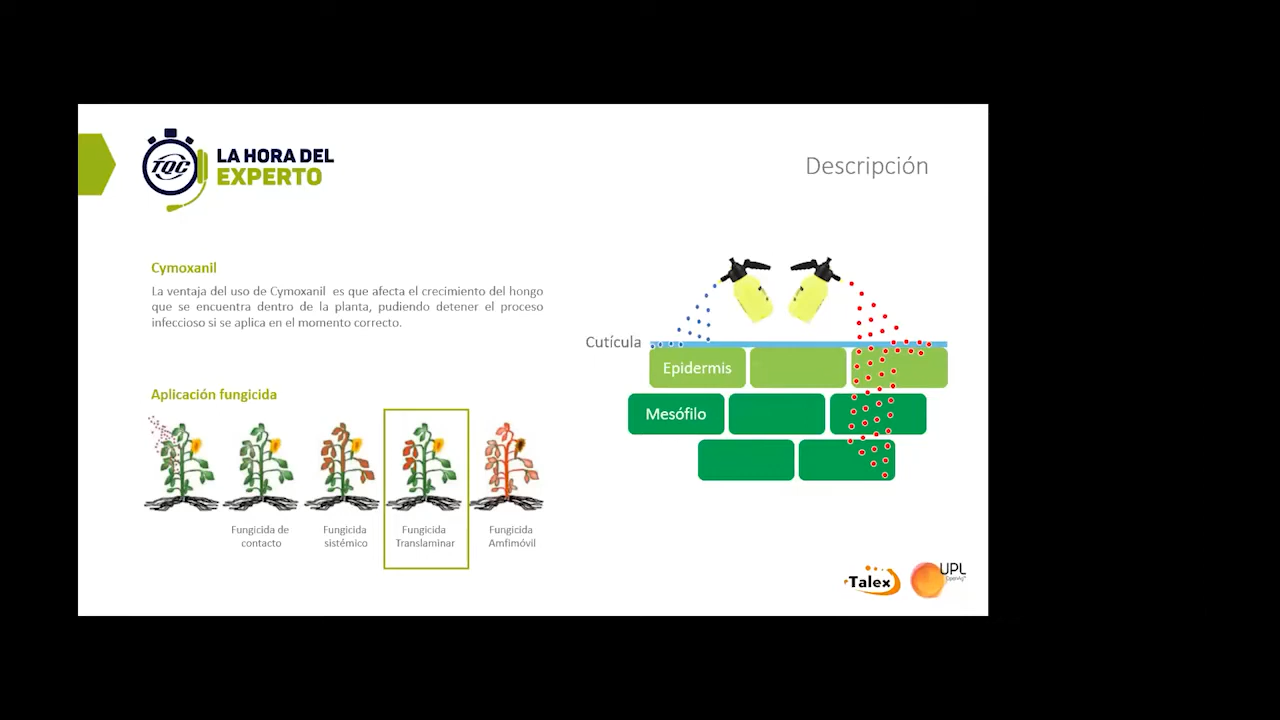 TQC
LA HORA DEL
EXPERTO
Descripción
Cymoxanil
La ventaja del uso de Cymoxanil es que afecta el crecimiento del hongo
que se encuentra dentro de la planta, pudiendo detener el proceso
infeccioso si se aplica en el momento correcto.
Cutícula
Epidermis
Mesófilo
Aplicación fungicida
Fungicida de
contacto
Fungicida
sistémico
Fungicida
Translaminar
Fungicida
Amfimóvil
Talex
UPL
OpenAg